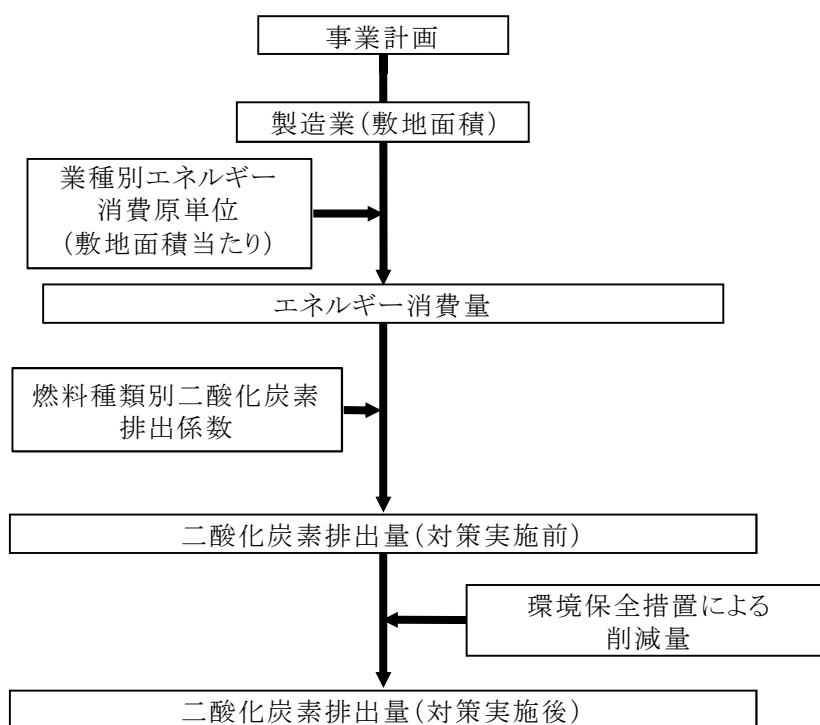 事業計画
製造業(敷地面積)
業種別エネルギー
消費原単位
(敷地面積当たり)
エネルギー消費量
燃料種類別二酸化炭素
排出係数
二酸化炭素排出量(対策実施前)
環境保全措置による
削減量
二酸化炭素排出量(対策実施後)